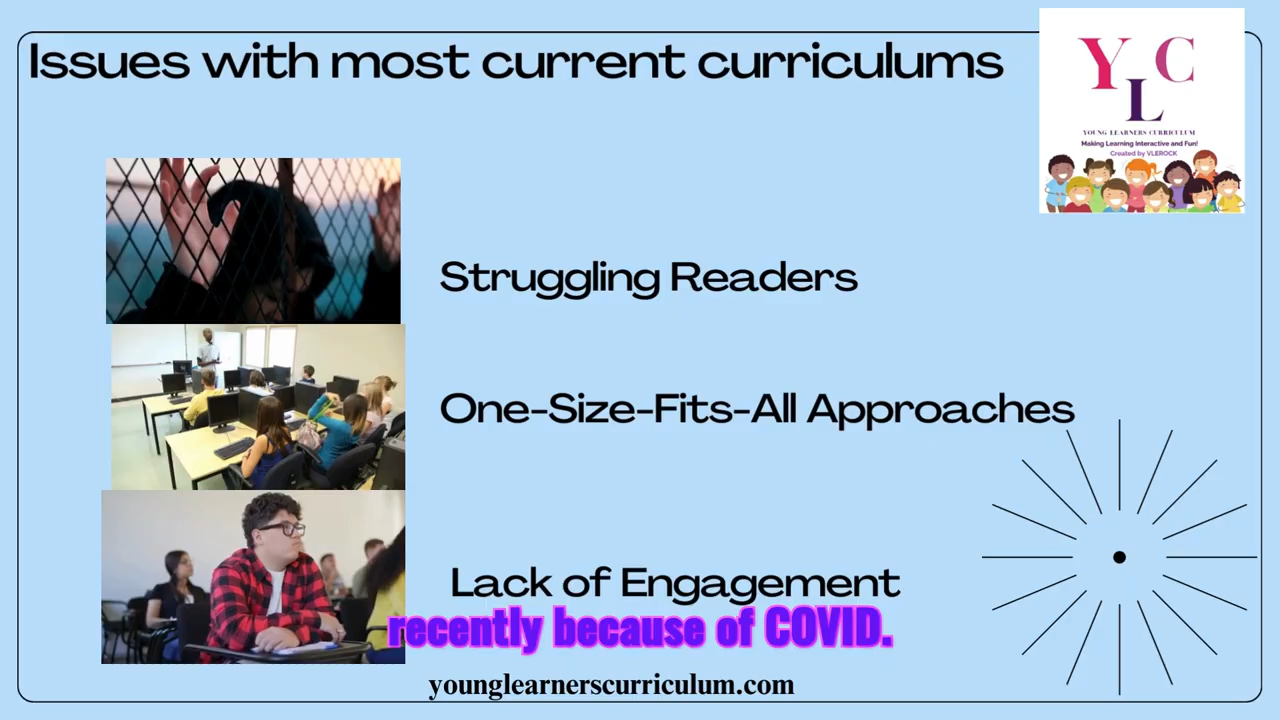 Issues with most current curriculums
Y L C
YOUNG LEARNERS CURRICULUM
Making Learning Interactive and Fun!
Created by VLEROCK
Struggling Readers
One-Size-Fits-All Approaches
Lack of Engagement
recently because of COVID.
younglearnerscurriculum.com